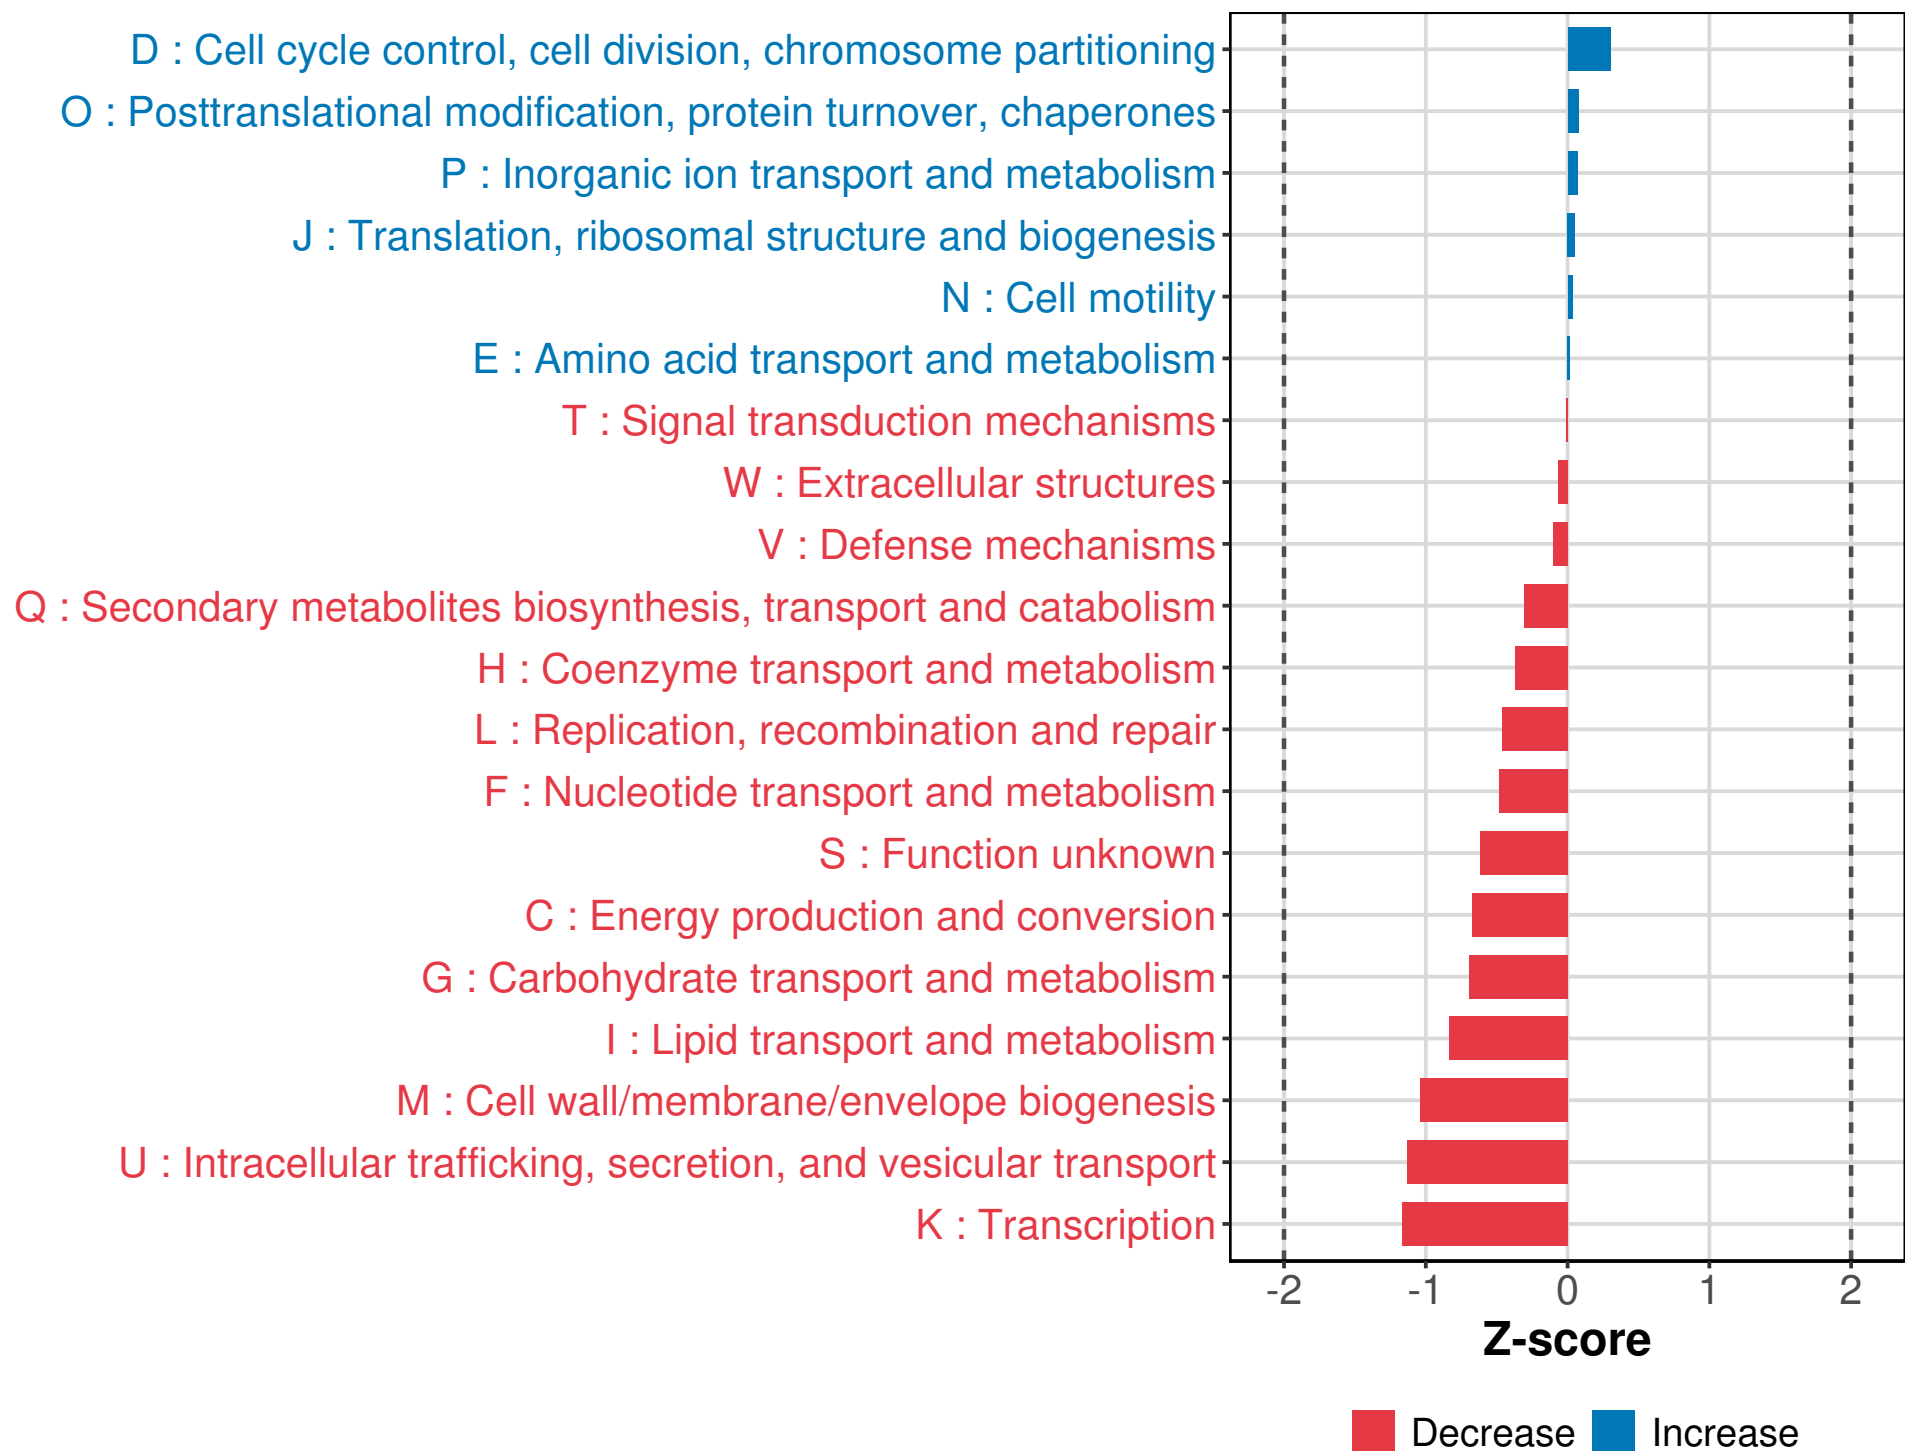 D : Cell cycle control, cell division, chromosome partitioning
O : Posttranslational modification, protein turnover, chaperones
P : Inorganic ion transport and metabolism
J : Translation, ribosomal structure and biogenesis
N : Cell motility
E : Amino acid transport and metabolism
T : Signal transduction mechanisms
W : Extracellular structures
V : Defense mechanisms
Q : Secondary metabolites biosynthesis, transport and catabolism
H : Coenzyme transport and metabolism
L : Replication, recombination and repair
F : Nucleotide transport and metabolism
S : Function unknown
C : Energy production and conversion
G : Carbohydrate transport and metabolism
I : Lipid transport and metabolism
M : Cell wall/membrane/envelope biogenesis
U : Intracellular trafficking, secretion, and vesicular transport
K : Transcription
-2 -1 0 1 2
Z-score
Decrease Increase